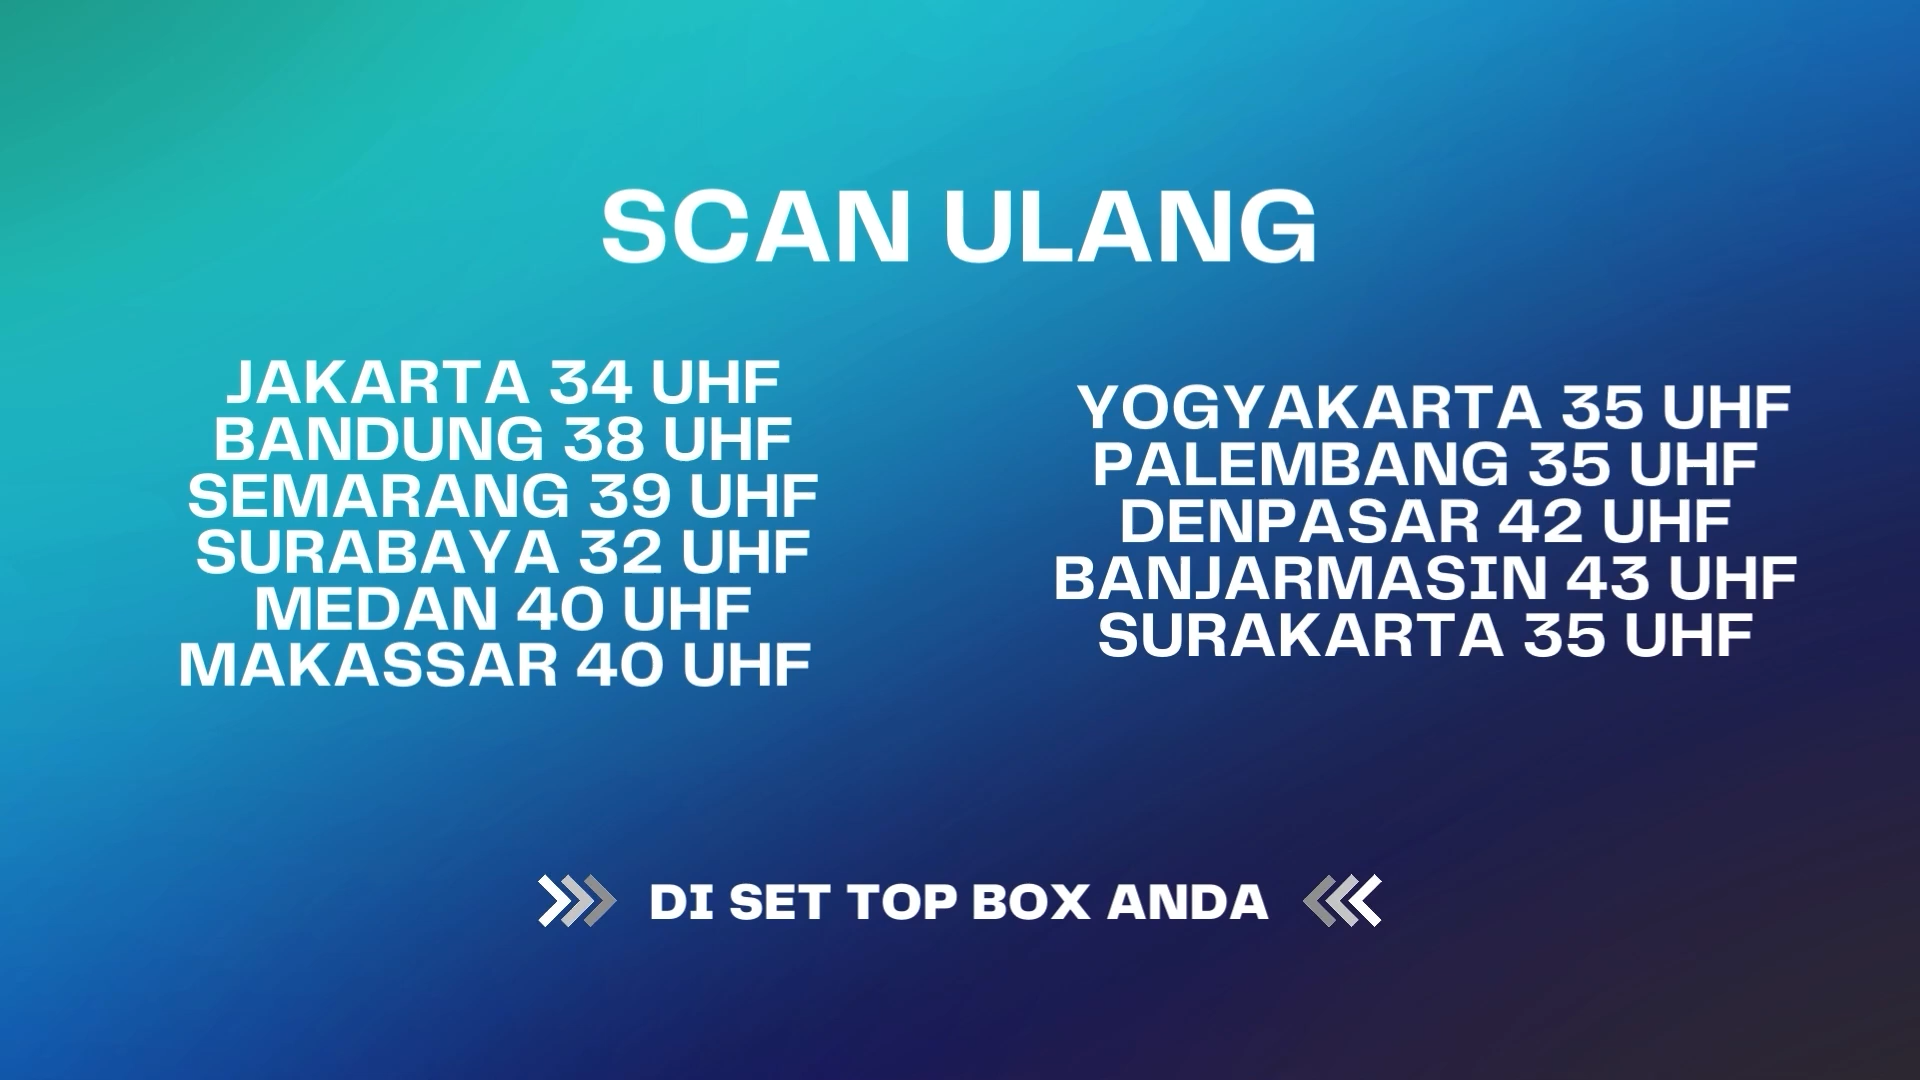 SCAN ULANG
JAKARTA 34 UHF
BANDUNG 38 UHF
SEMARANG 39 UHF
SURABAYA 32 UHF
MEDAN 40 UHF
MAKASSAR 40 UHF
YOGYAKARTA 35 UHF
PALEMBANG 35 UHF
DENPASAR 42 UHF
BANJARMASIN 43 UHF
SURAKARTA 35 UHF
DI SET TOP BOX ANDA